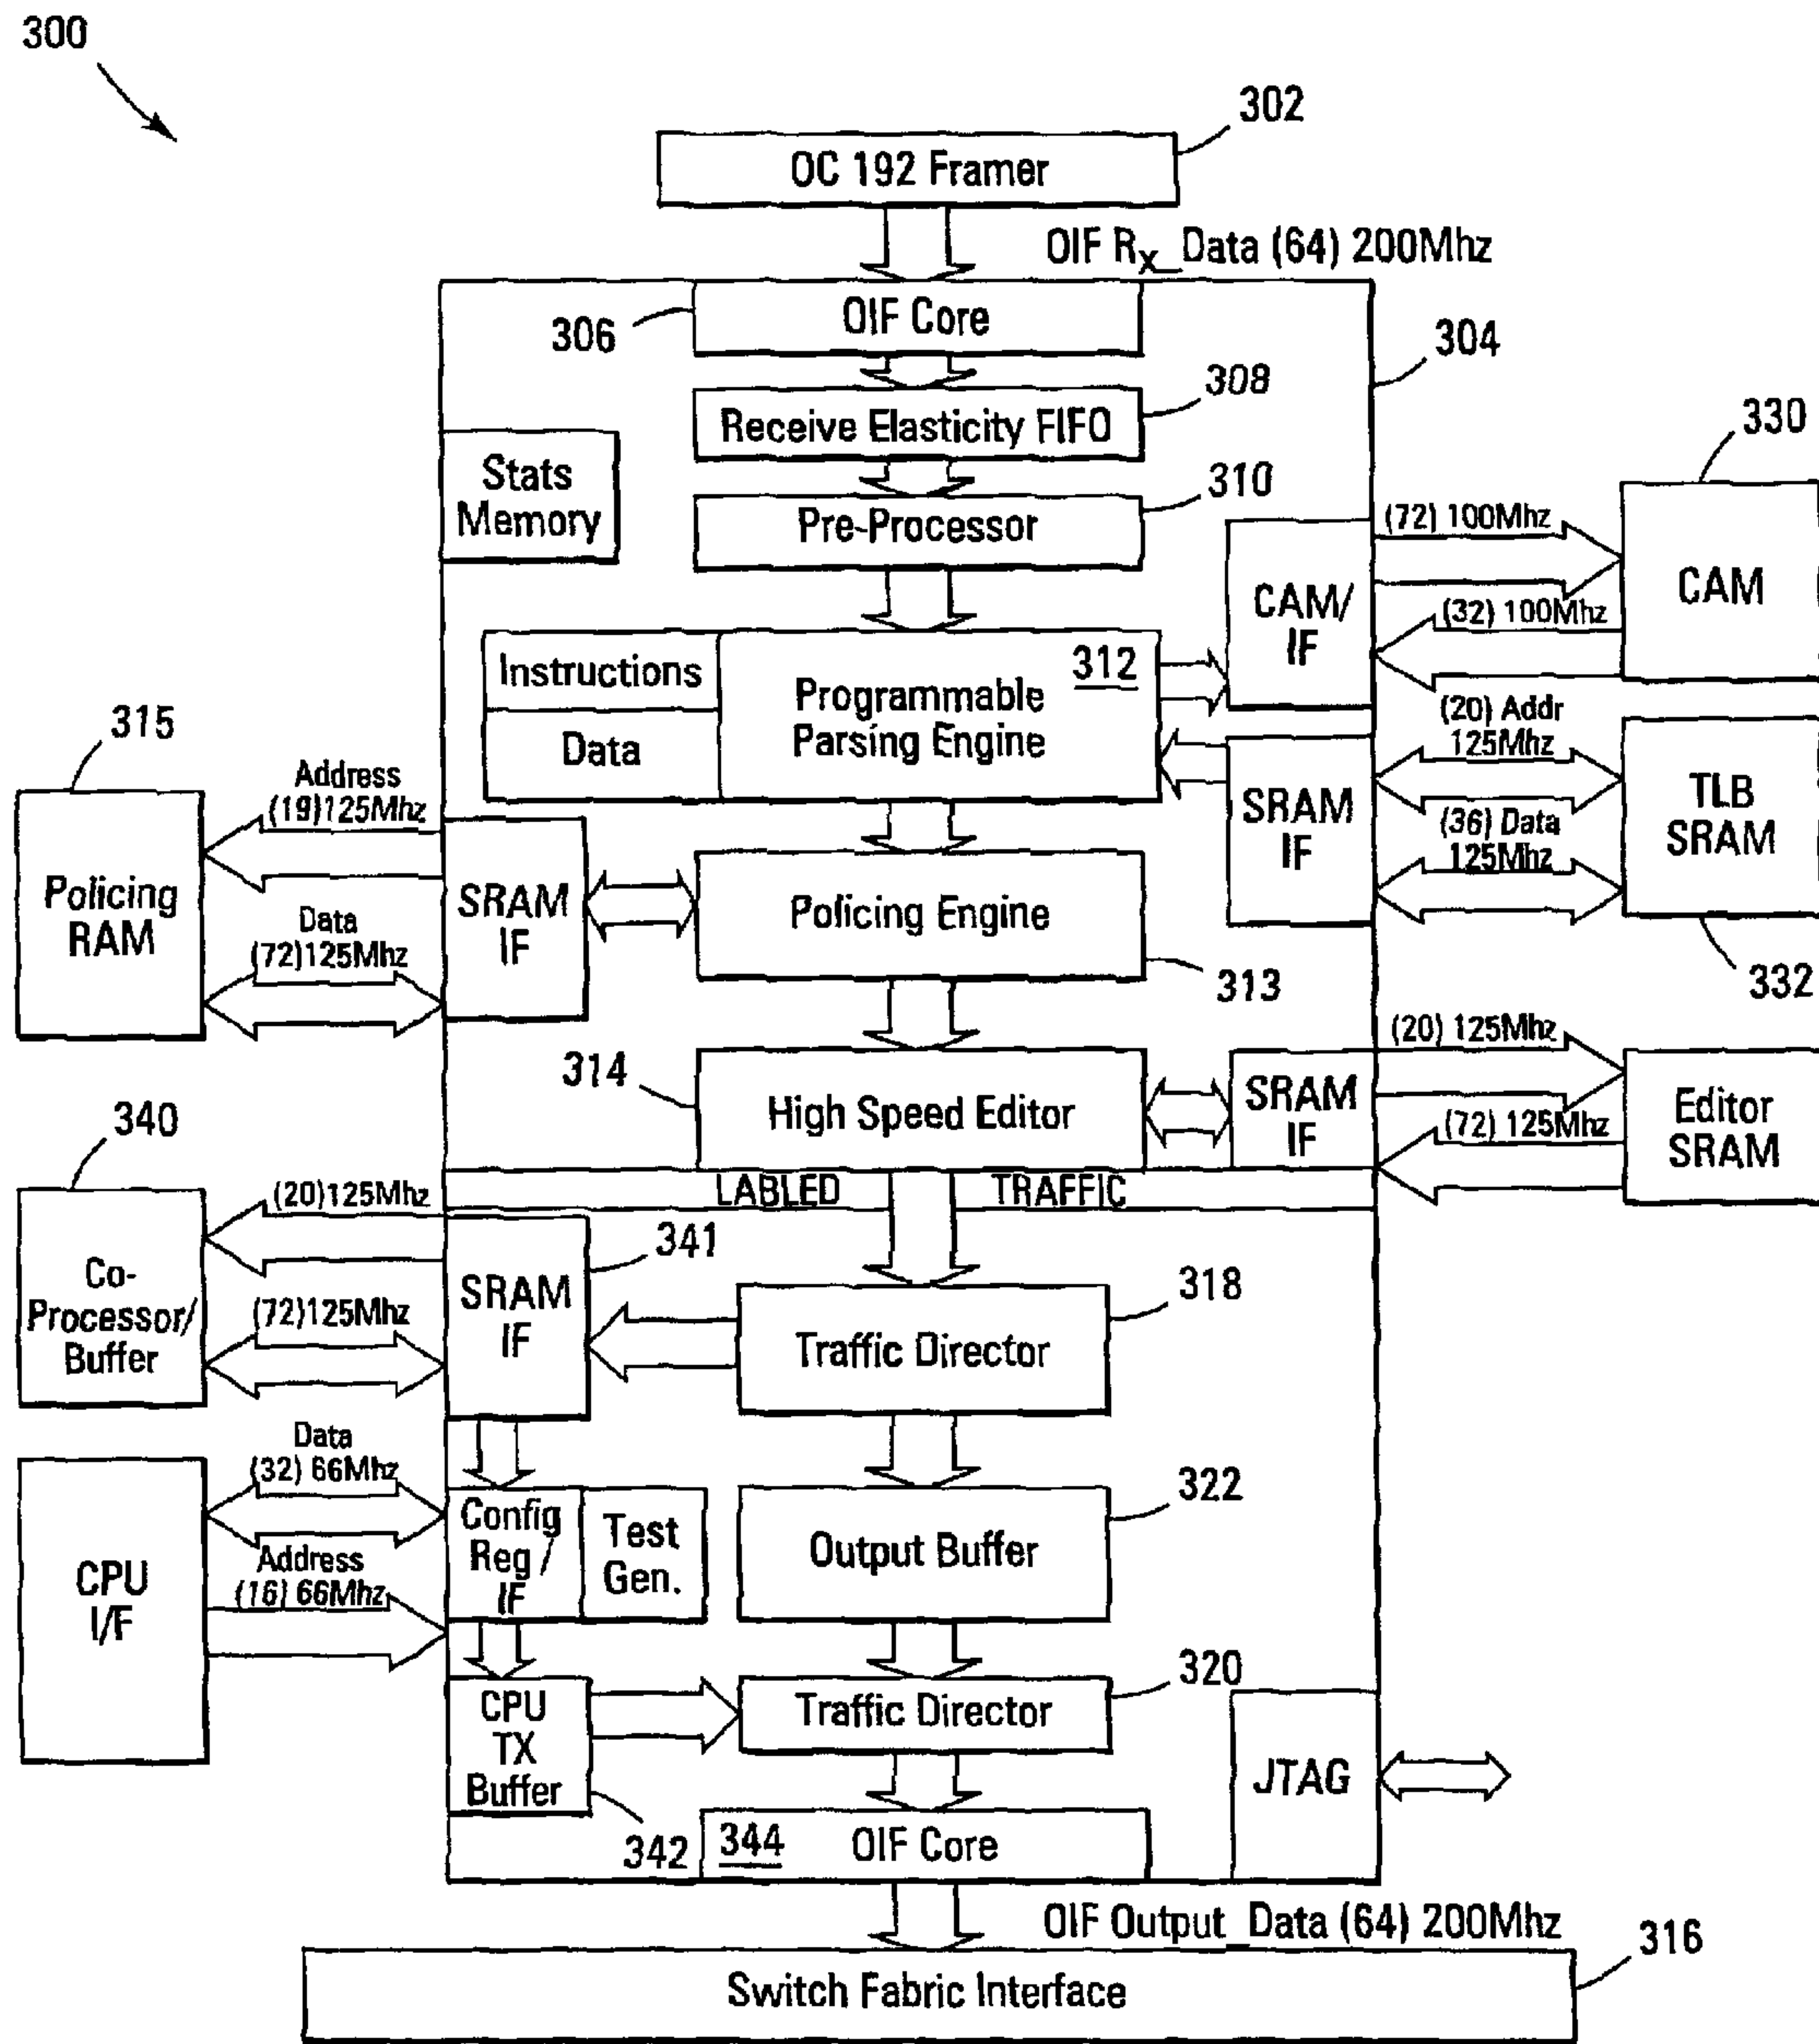 300
302
OC 192 Framer
OIF Rx_Data (64) 200Mhz
306
OIF Core
304
308
Receive Elasticity FIFO
330
Stats
Memory
310
Pre-Processor
(72) 100Mhz
CAM/
IF
CAM
(32) 100Mhz
Instructions
Data
312
Programmable
Parsing Engine
(20) Addr
125Mhz
315
Address
(19)125Mhz
SRAM
IF
(36) Data
125Mhz
TLB
SRAM
Policing
RAM
Data
(72)125Mhz
SRAM
IF
Policing Engine
313
332
314
High Speed Editor
SRAM
IF
(20) 125Mhz
(72) 125Mhz
Editor
SRAM
340
LABLED TRAFFIC
(20)125Mhz
341
Co-
Processor/
Buffer
(72)125Mhz
SRAM
IF
318
Traffic Director
Data
(32) 66Mhz
322
CPU
I/F
Address
(16) 66Mhz
Config
Reg /
IF
Test
Gen.
Output Buffer
320
CPU
TX
Buffer
Traffic Director
JTAG
342
344
OIF Core
OIF Output_Data (64) 200Mhz
316
Switch Fabric Interface